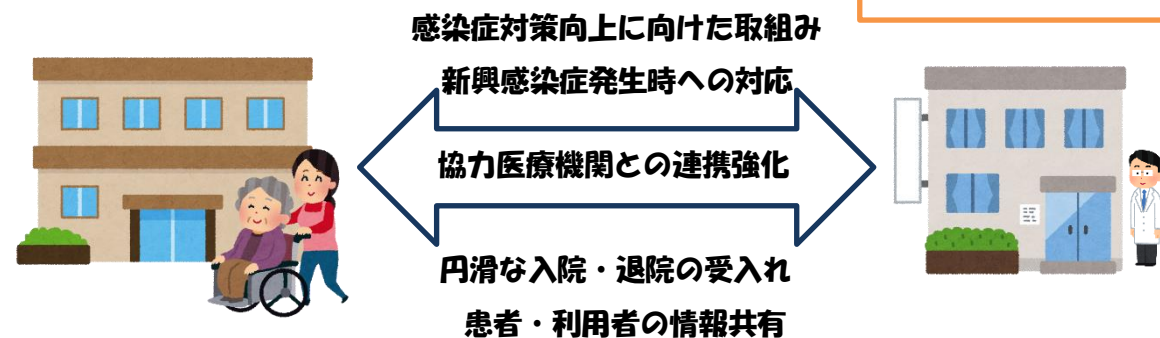 感染症対策向上に向けた取組み
新興感染症発生時への対応
協力医療機関との連携強化
円滑な入院・退院の受入れ
患者・利用者の情報共有